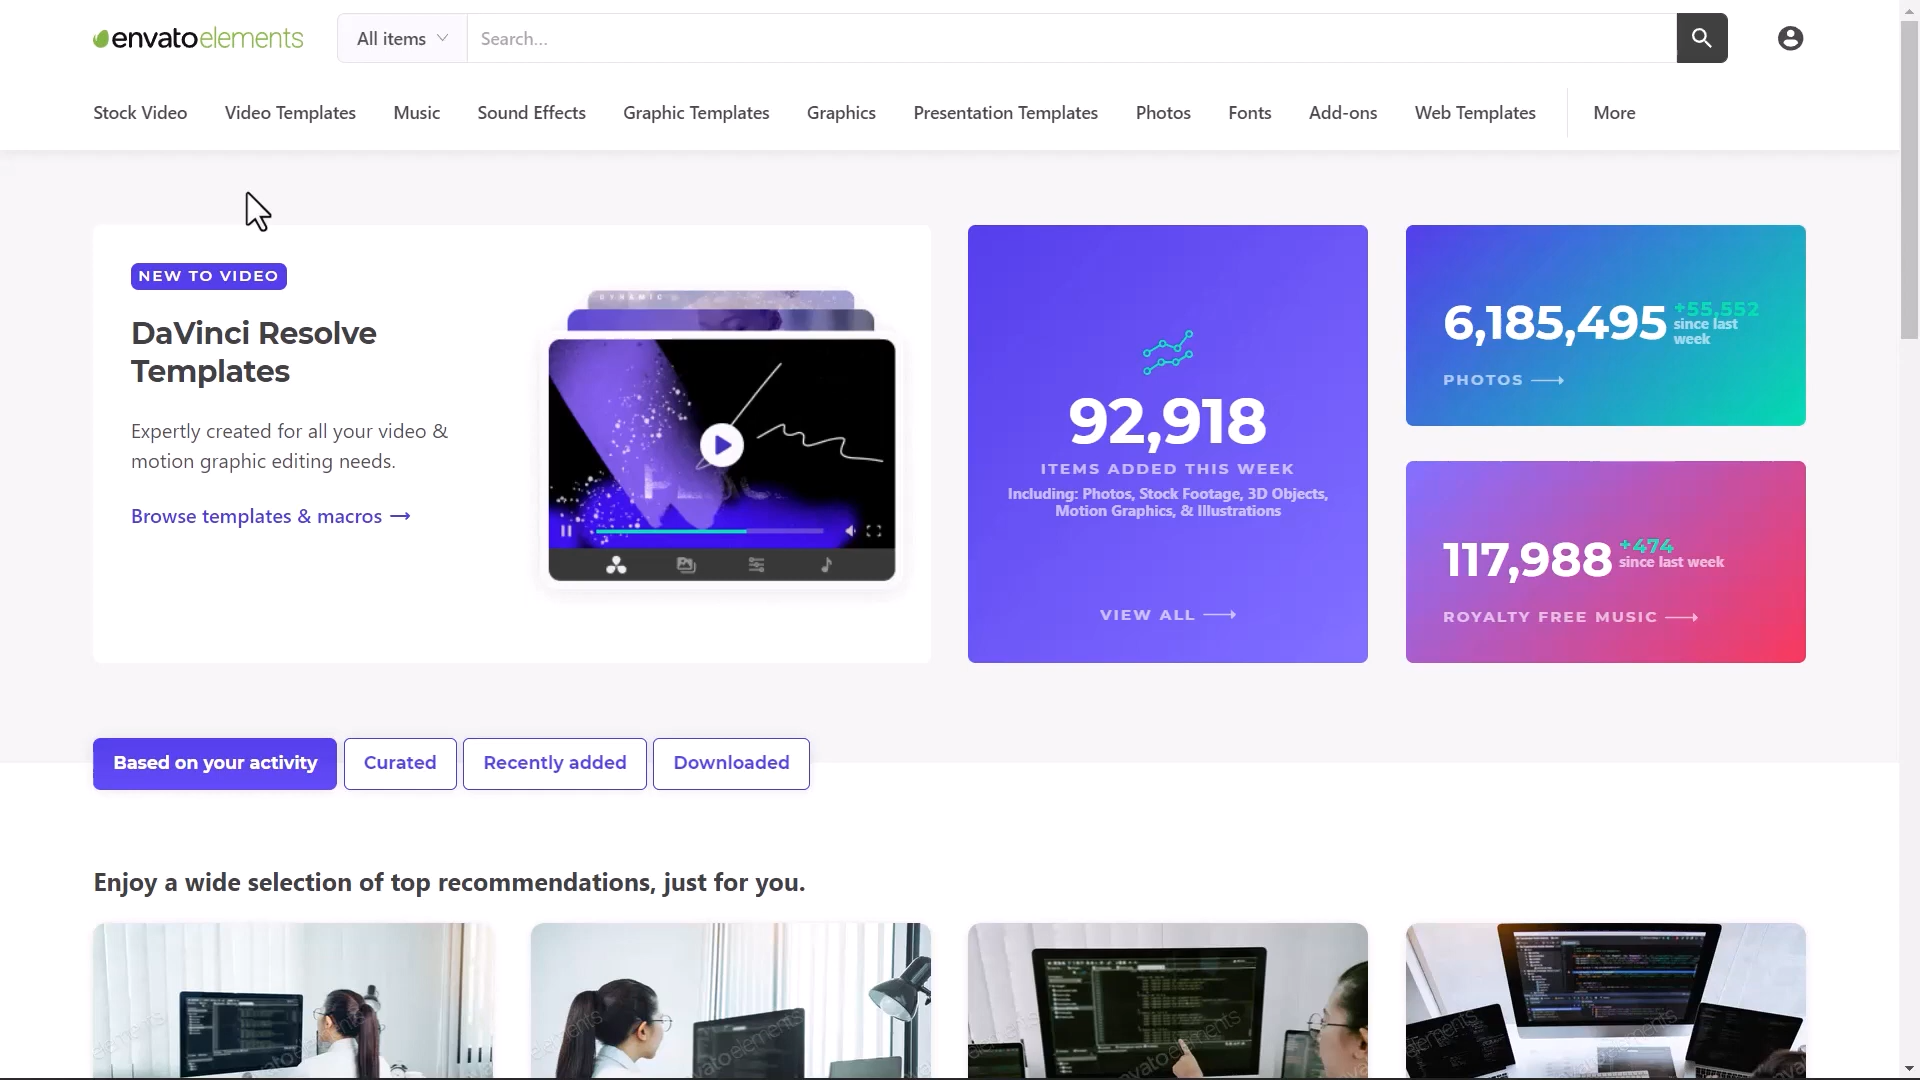 envatoelements
All items
Search...
Stock Video
Video Templates
Music
Sound Effects
Graphic Templates
Graphics
Presentation Templates
Photos
Fonts
Add-ons
Web Templates
More
NEW TO VIDEO
DaVinci Resolve
Templates
Expertly created for all your video &
motion graphic editing needs.
Browse templates & macros →
DYNAMIC
92,918
ITEMS ADDED THIS WEEK
Including: Photos, Stock Footage, 3D Objects,
Motion Graphics, & Illustrations
VIEW ALL
6,185,495
+55,552
since last
week
PHOTOS
117,988
+474
since last week
ROYALTY FREE MUSIC
Based on your activity
Curated
Recently added
Downloaded
Enjoy a wide selection of top recommendations, just for you.